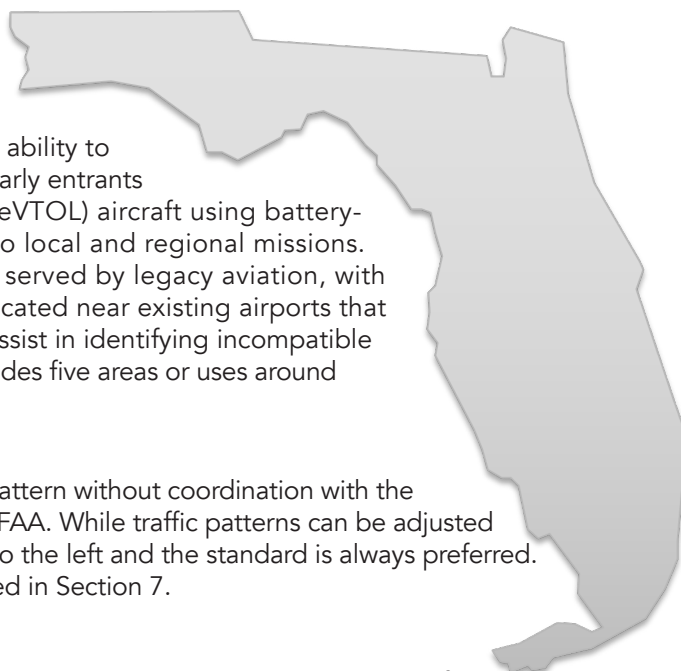 ability to
arly entrants
eVTOL) aircraft using battery-
o local and regional missions.
served by legacy aviation, with
cated near existing airports that
ssist in identifying incompatible
des five areas or uses around
attern without coordination with the
FAA. While traffic patterns can be adjusted
o the left and the standard is always preferred.
ed in Section 7.